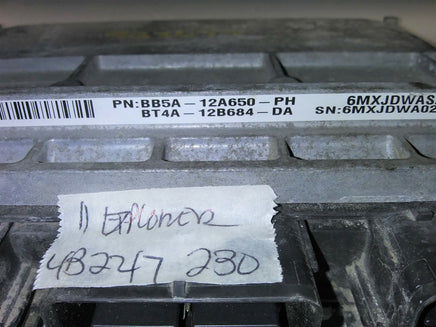 PN:BB5A-12A650-PH 6MXJDWAS
BT4A-12B684-DA SN:6MXJDWA02
11 EXPLORER
4B247 230